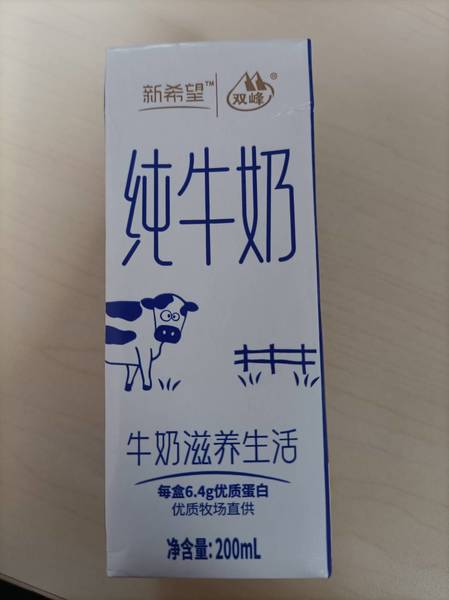 新希望™ 双峰®
纯牛奶
牛奶滋养生活
每盒6.4g优质蛋白
优质牧场直供
净含量: 200mL